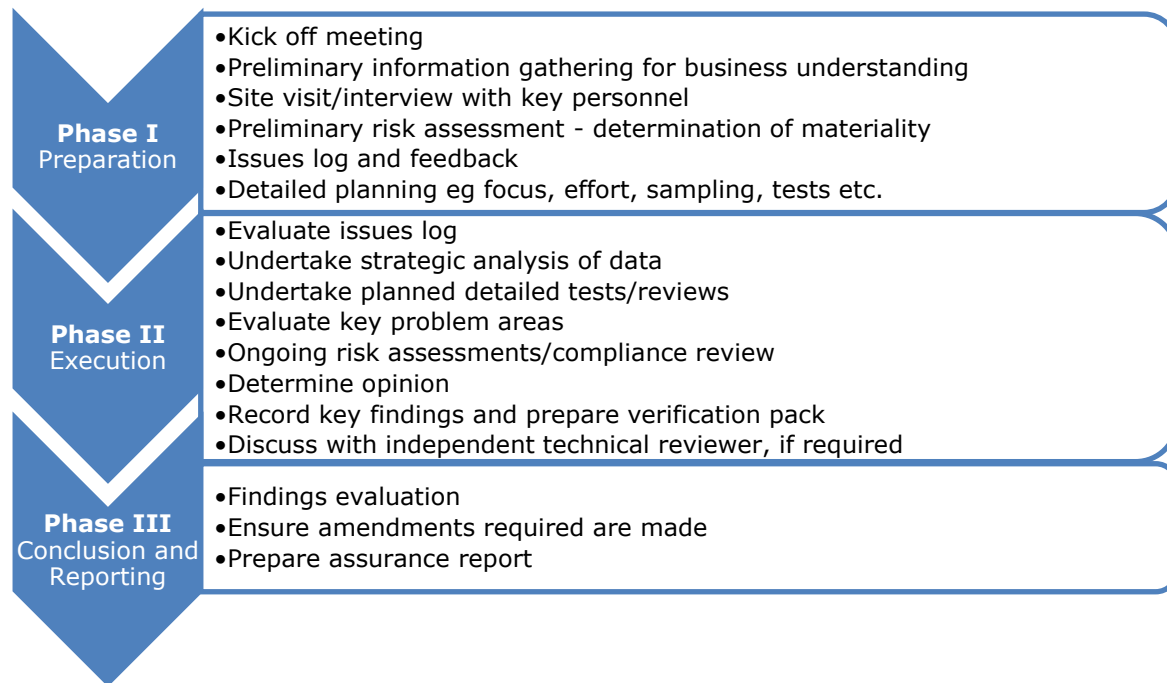 Phase I
Preparation
•Kick off meeting
•Preliminary information gathering for business understanding
•Site visit/interview with key personnel
•Preliminary risk assessment - determination of materiality
•Issues log and feedback
•Detailed planning eg focus, effort, sampling, tests etc.
Phase II
Execution
•Evaluate issues log
•Undertake strategic analysis of data
•Undertake planned detailed tests/reviews
•Evaluate key problem areas
•Ongoing risk assessments/compliance review
•Determine opinion
•Record key findings and prepare verification pack
•Discuss with independent technical reviewer, if required
Phase III
Conclusion and
Reporting
•Findings evaluation
•Ensure amendments required are made
•Prepare assurance report